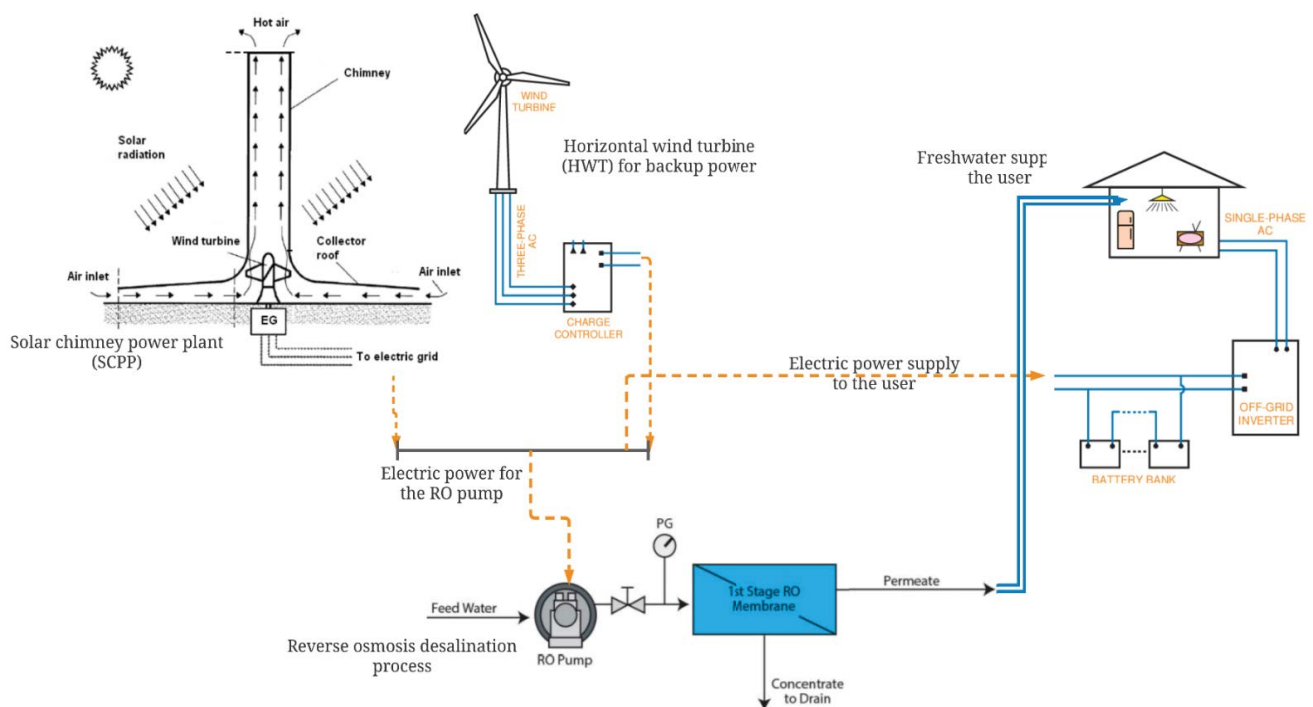 Hot air
Chimney
Solar
radiation
Wind turbine
Collector
roof
Air inlet
Air inlet
EG
To electric grid
Solar chimney power plant
(SCPP)
WIND
TURBINE
Horizontal wind turbine
(HWT) for backup power
THREE-PHASE
AC
CHARGE
CONTROLLER
Freshwater supp
the user
SINGLE-PHASE
AC
Electric power supply
to the user
OFF-GRID
INVERTER
BATTERY BANK
Electric power for
the RO pump
PG
Feed Water
RO Pump
Reverse osmosis desalination
process
1st Stage RO
Membrane
Permeate
Concentrate
to Drain